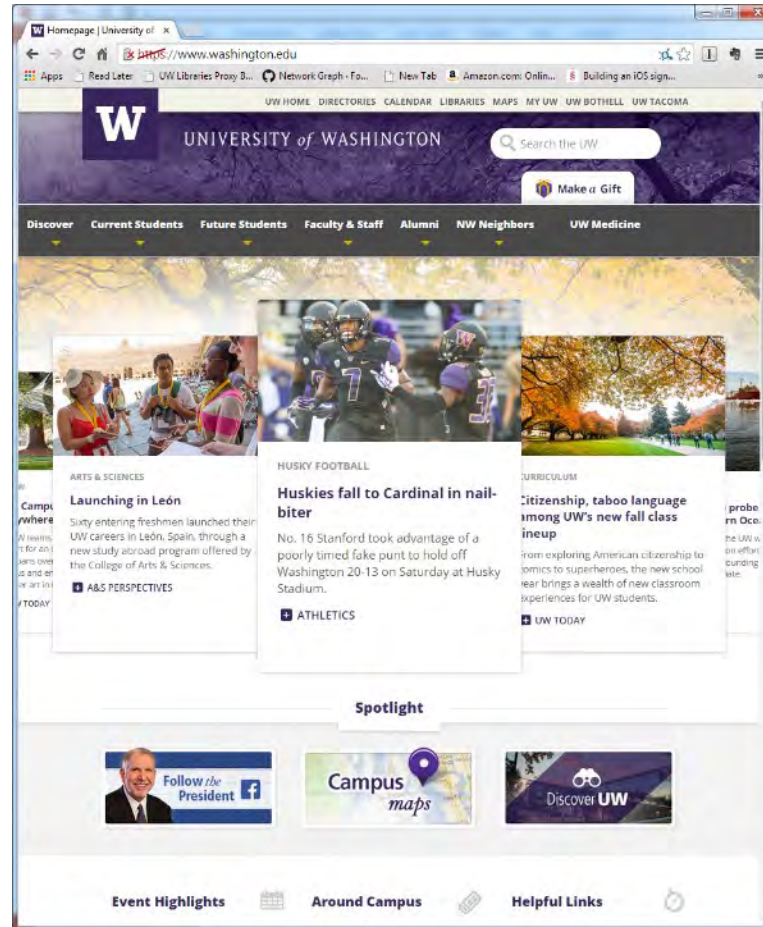 W Homepage | University of
https://www.washington.edu
Apps Read Later UW Libraries Proxy B... Network Graph · Fo... New Tab Amazon.com: Onlin... Building an iOS sign...
UW HOME DIRECTORIES CALENDAR LIBRARIES MAPS MY UW UW BOTHELL UW TACOMA
W
UNIVERSITY of WASHINGTON
Search the UW
Make a Gift
Discover Current Students Future Students Faculty & Staff Alumni NW Neighbors UW Medicine
ARTS & SCIENCES
Launching in León
Sixty entering freshmen launched their
UW careers in León, Spain, through a
new study abroad program offered by
the College of Arts & Sciences.
A&S PERSPECTIVES
HUSKY FOOTBALL
Huskies fall to Cardinal in nail-
biter
No. 16 Stanford took advantage of a
poorly timed fake punt to hold off
Washington 20-13 on Saturday at Husky
Stadium.
ATHLETICS
CURRICULUM
Citizenship, taboo language
among UW's new fall class
lineup
From exploring American citizenship to
comics to superheroes, the new school
year brings a wealth of new classroom
experiences for UW students.
UW TODAY
probe
Spotlight
Follow the
President
Campus
maps
Discover UW
Event Highlights Around Campus Helpful Links